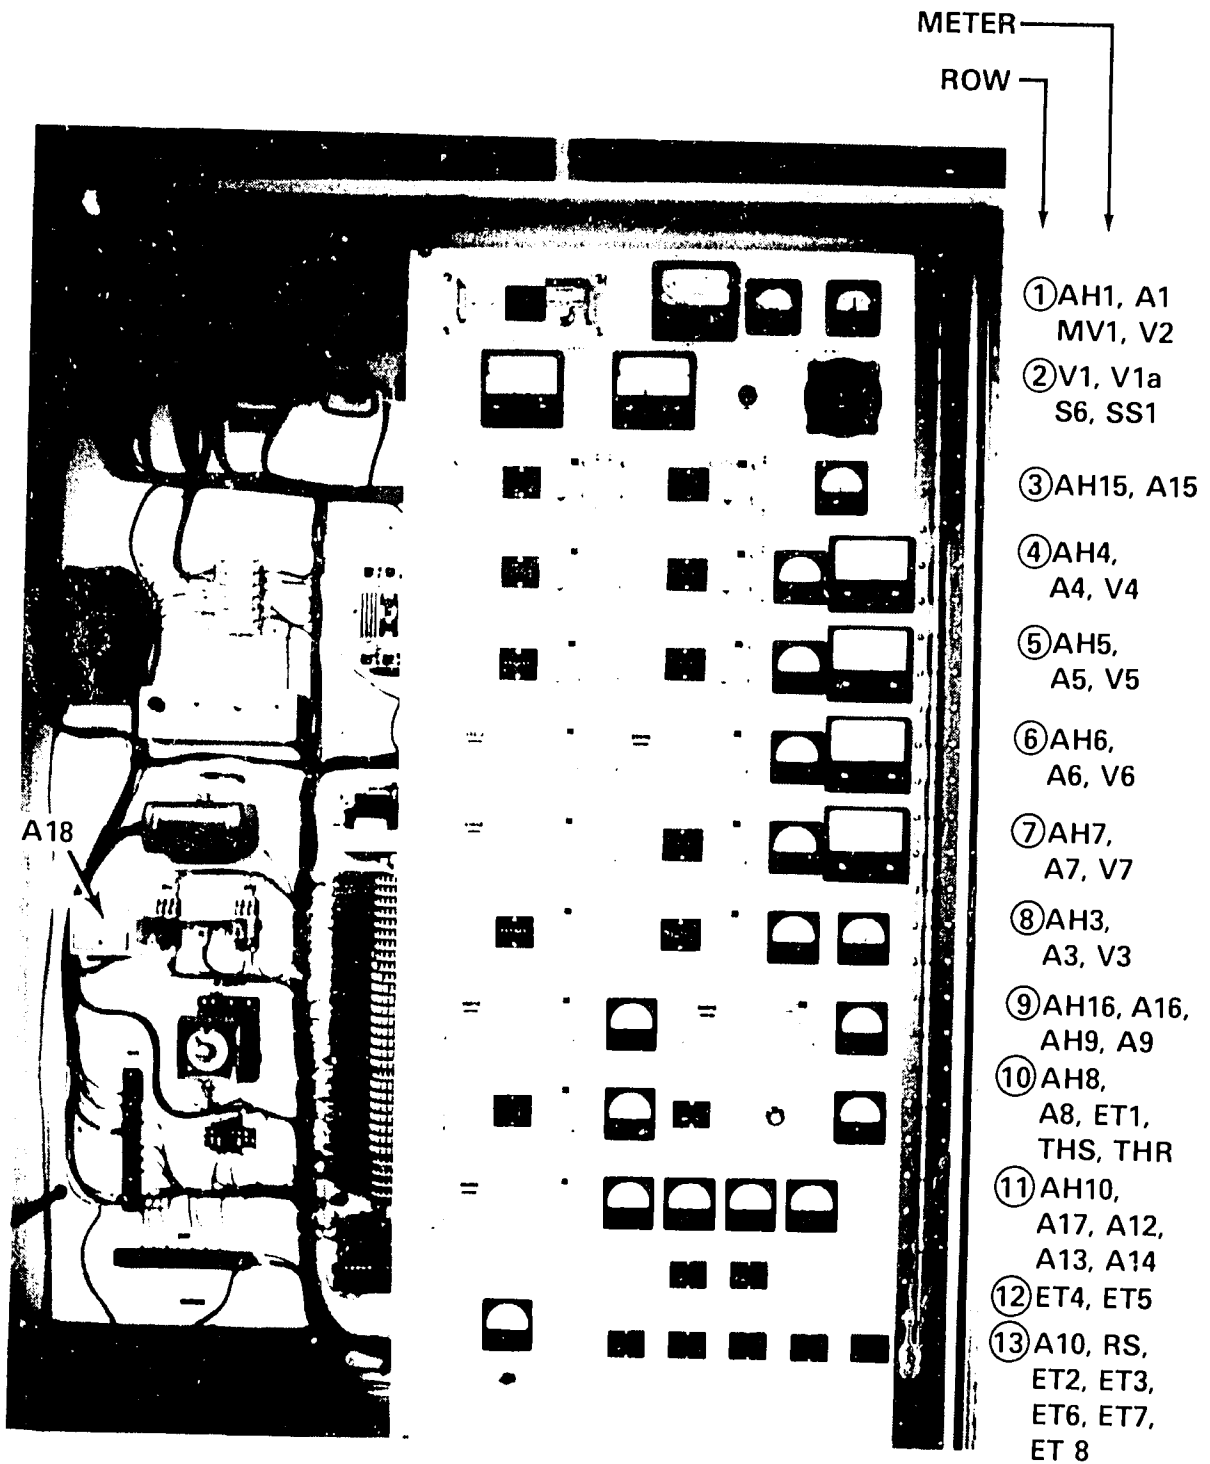 METER
ROW
①AH1, A1
MV1, V2
②V1, V1a
S6, SS1
③AH15, A15
④AH4,
A4, V4
⑤AH5,
A5, V5
⑥AH6,
A6, V6
⑦AH7,
A7, V7
A18
⑧AH3,
A3, V3
⑨AH16, A16,
AH9, A9
⑩AH8,
A8, ET1,
THS, THR
⑪AH10,
A17, A12,
A13, A14
⑫ET4, ET5
⑬A10, RS,
ET2, ET3,
ET6, ET7,
ET 8